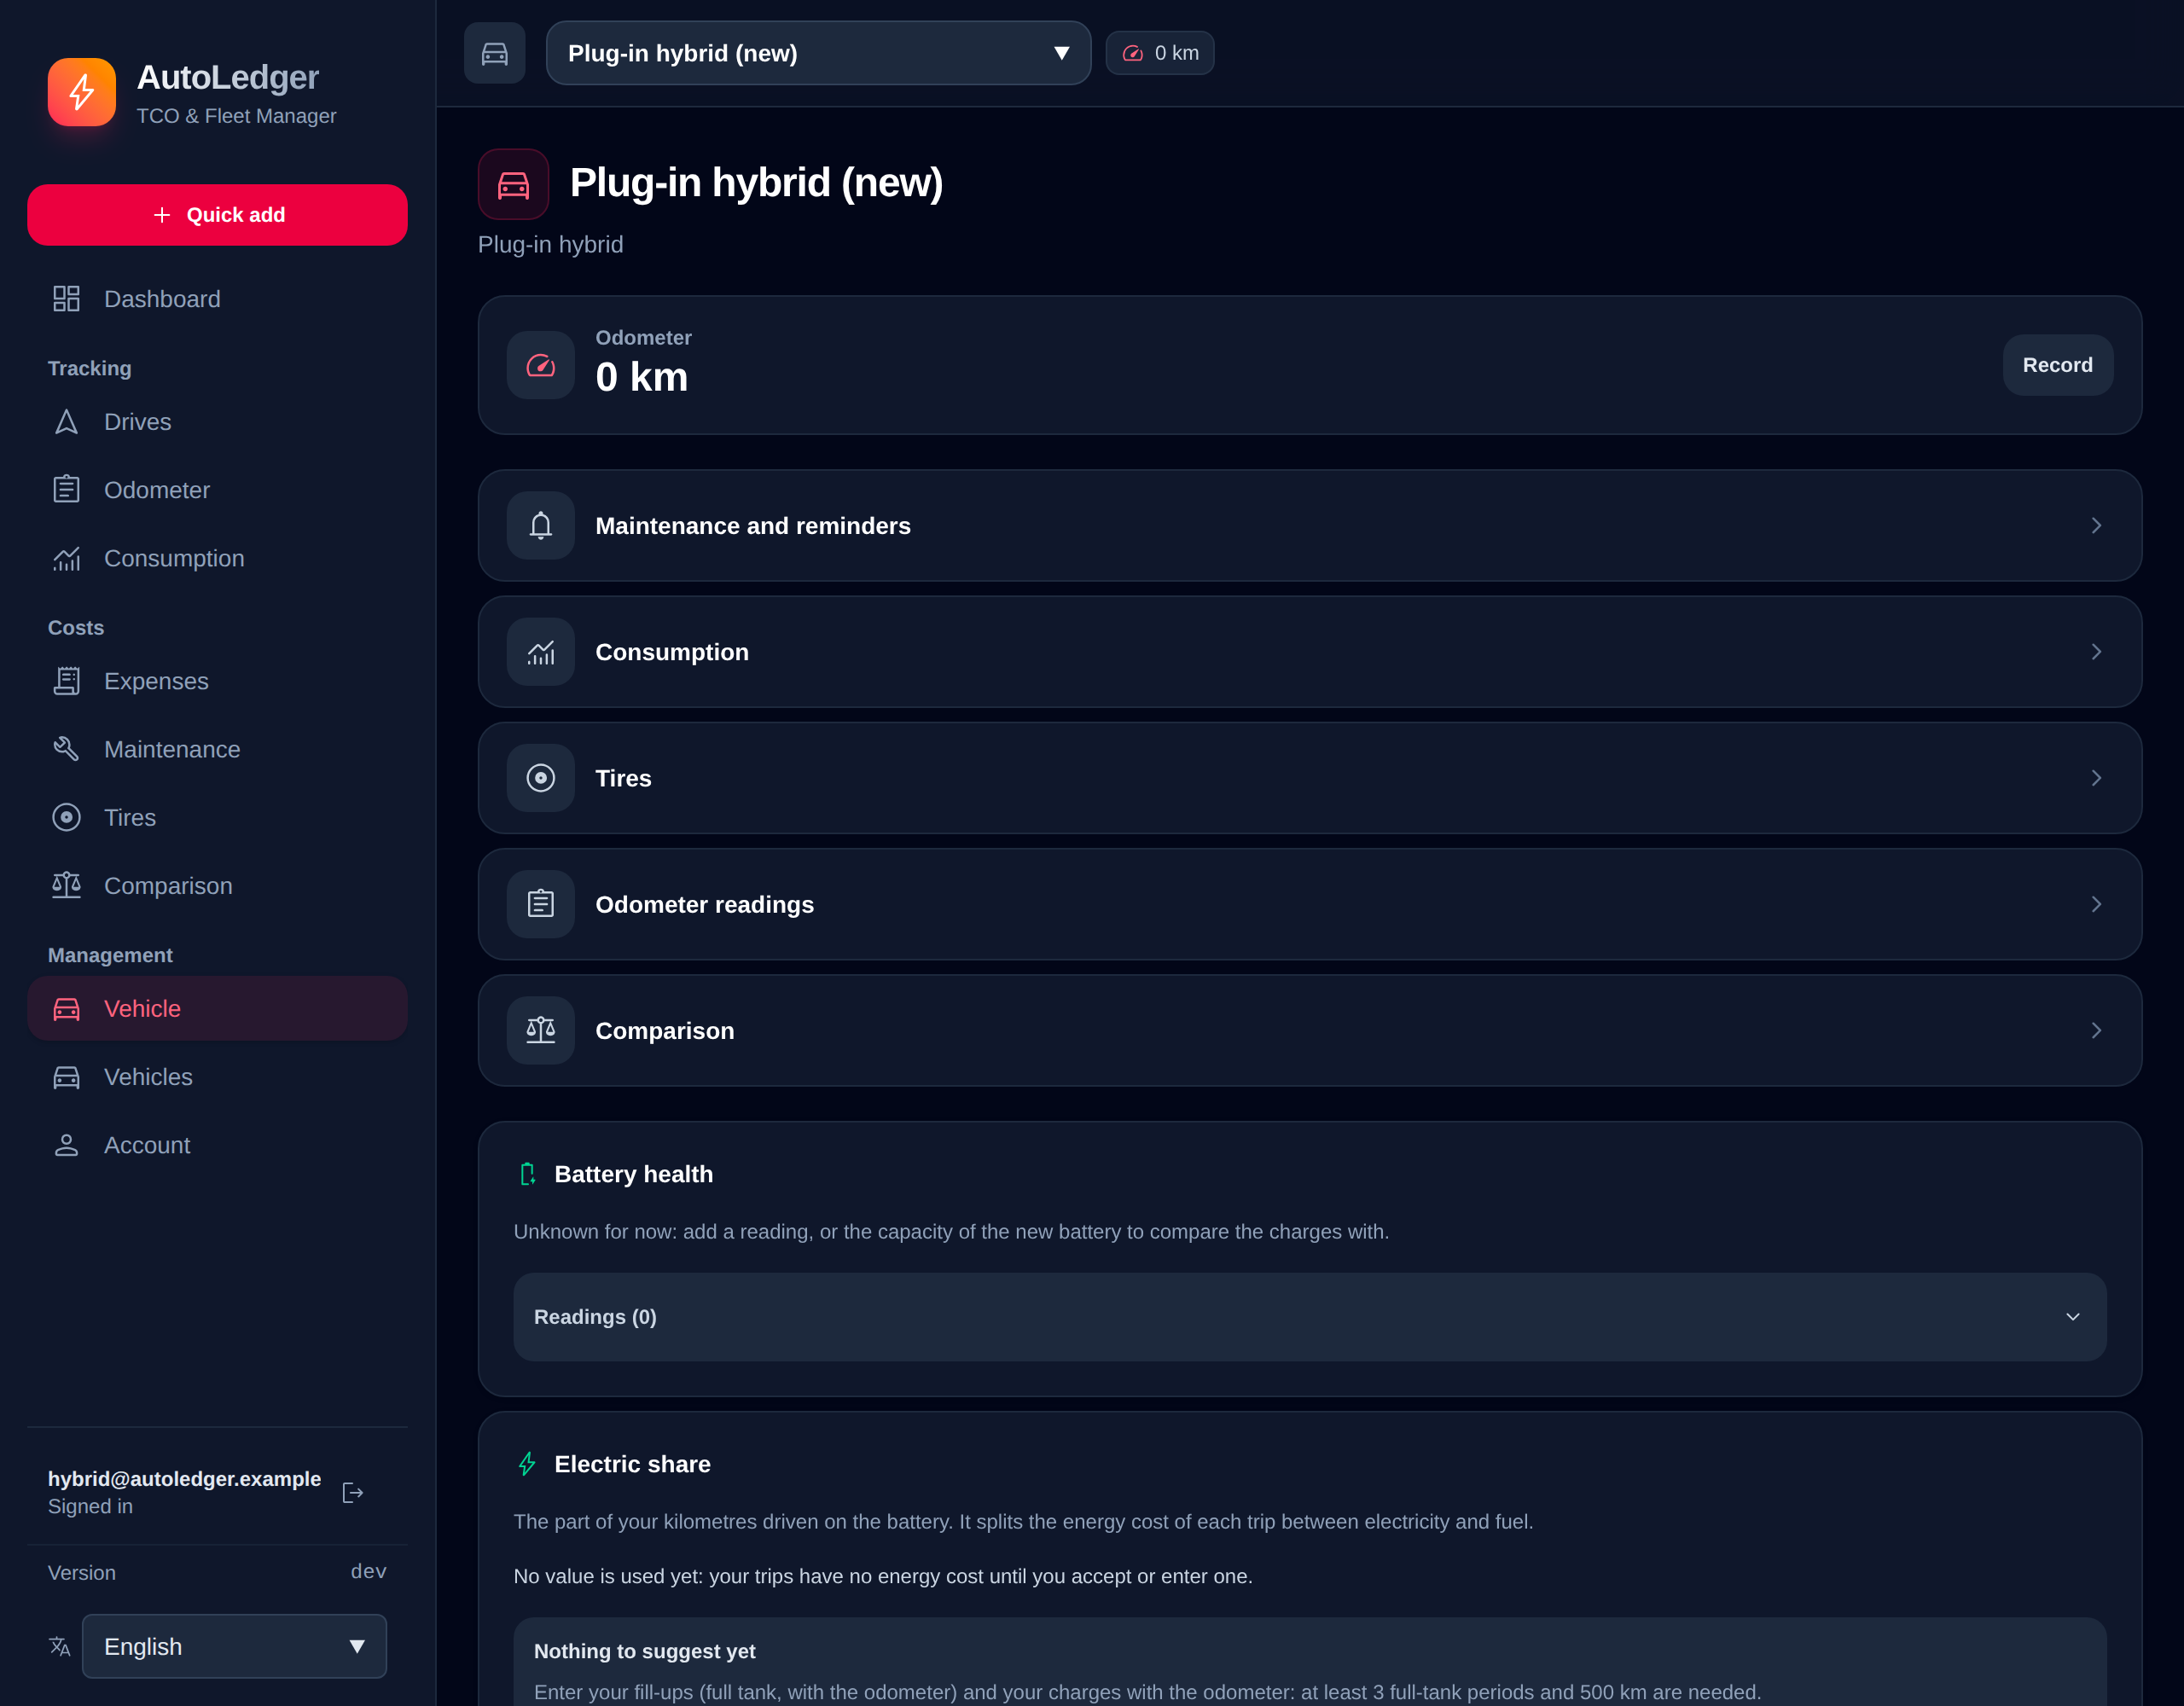 AutoLedger
TCO & Fleet Manager
Quick add
Dashboard
Tracking
Drives
Odometer
Consumption
Costs
Expenses
Maintenance
Tires
Comparison
Management
Vehicle
Vehicles
Account
hybrid@autoledger.example
Signed in
Version dev
English
Plug-in hybrid (new)
0 km
Plug-in hybrid (new)
Plug-in hybrid
Odometer
0 km
Record
Maintenance and reminders
Consumption
Tires
Odometer readings
Comparison
Battery health
Unknown for now: add a reading, or the capacity of the new battery to compare the charges with.
Readings (0)
Electric share
The part of your kilometres driven on the battery. It splits the energy cost of each trip between electricity and fuel.
No value is used yet: your trips have no energy cost until you accept or enter one.
Nothing to suggest yet
Enter your fill-ups (full tank, with the odometer) and your charges with the odometer: at least 3 full-tank periods and 500 km are needed.